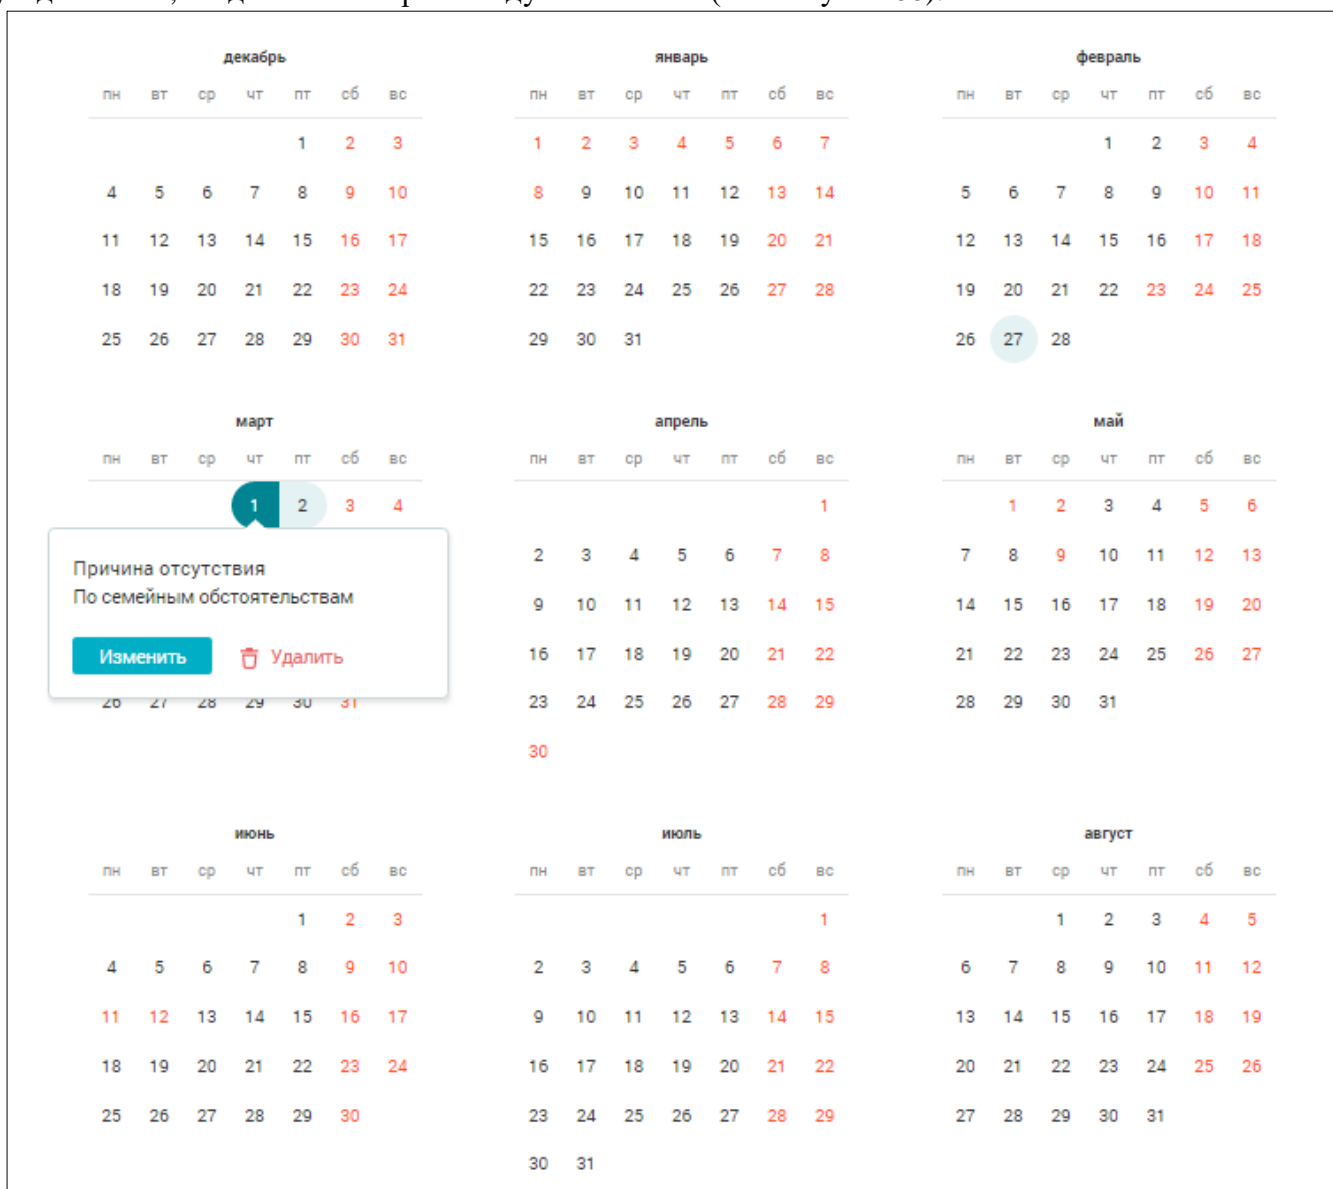 декабрь январь февраль
пн вт ср чт пт сб вс пн вт ср чт пт сб вс пн вт ср чт пт сб вс
1 2 3 1 2 3 4 5 6 7 1 2 3 4
4 5 6 7 8 9 10 8 9 10 11 12 13 14 5 6 7 8 9 10 11
11 12 13 14 15 16 17 15 16 17 18 19 20 21 12 13 14 15 16 17 18
18 19 20 21 22 23 24 22 23 24 25 26 27 28 19 20 21 22 23 24 25
25 26 27 28 29 30 31 29 30 31 26 27 28
март апрель май
пн вт ср чт пт сб вс пн вт ср чт пт сб вс пн вт ср чт пт сб вс
1 2 3 4 1 1 2 3 4 5 6
Причина отсутствия 2 3 4 5 6 7 8 7 8 9 10 11 12 13
По семейным обстоятельствам 9 10 11 12 13 14 15 14 15 16 17 18 19 20
Изменить Удалить 16 17 18 19 20 21 22 21 22 23 24 25 26 27
26 27 28 29 30 31 23 24 25 26 27 28 29 28 29 30 31
30
июнь июль август
пн вт ср чт пт сб вс пн вт ср чт пт сб вс пн вт ср чт пт сб вс
1 2 3 1 1 2 3 4 5
4 5 6 7 8 9 10 2 3 4 5 6 7 8 6 7 8 9 10 11 12
11 12 13 14 15 16 17 9 10 11 12 13 14 15 13 14 15 16 17 18 19
18 19 20 21 22 23 24 16 17 18 19 20 21 22 20 21 22 23 24 25 26
25 26 27 28 29 30 23 24 25 26 27 28 29 27 28 29 30 31
30 31